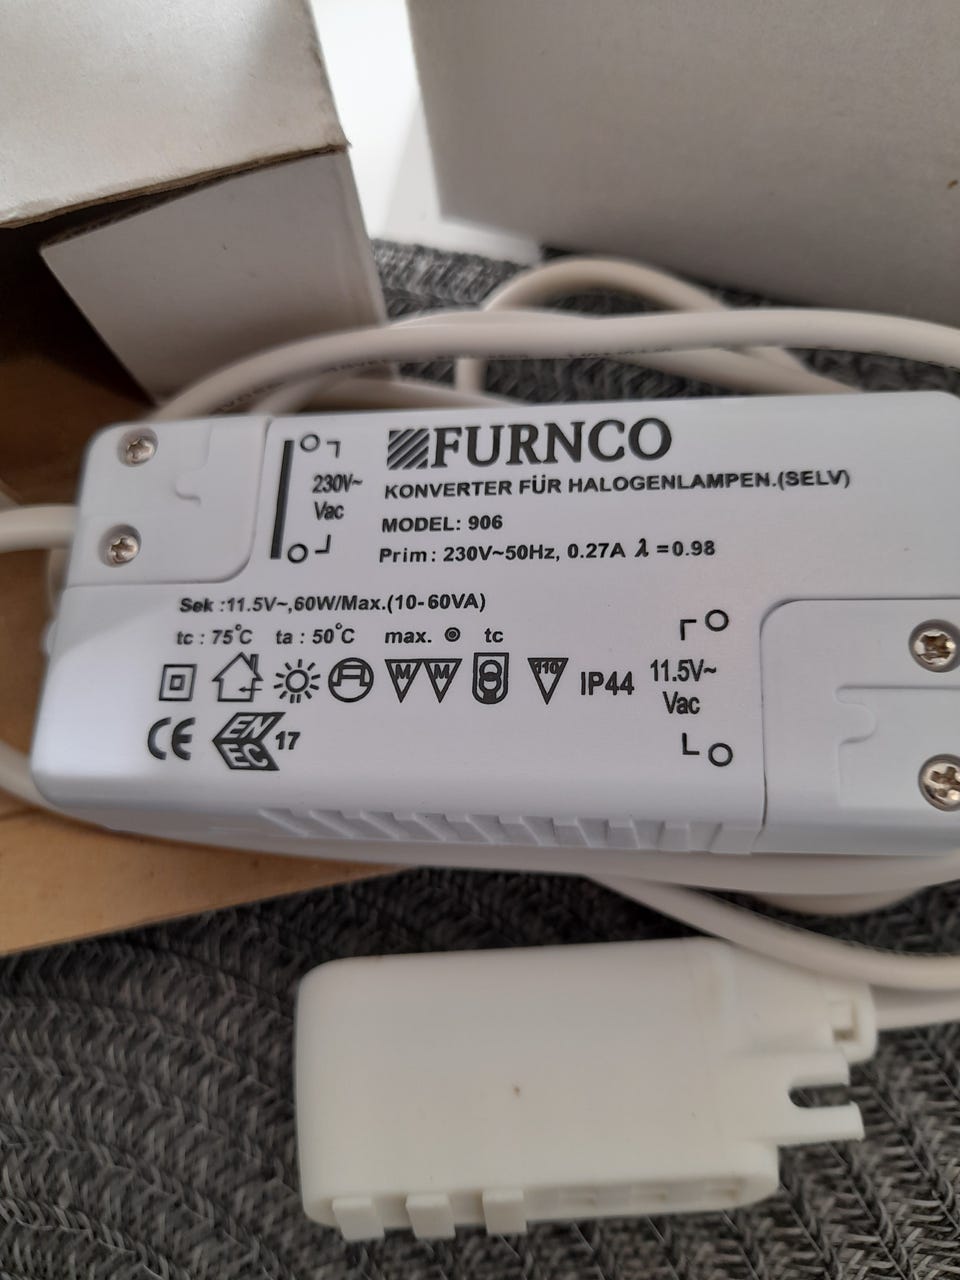 FURNCO
KONVERTER FÜR HALOGENLAMPEN.(SELV)
MODEL: 906
Prim: 230V~50Hz, 0.27A λ=0.98
230V~
Vac
Sek :11.5V~,60W/Max.(10-60VA)
tc : 75°C ta : 50°C max. tc
M M 110 IP44
11.5V~
Vac
CE EN EC 17